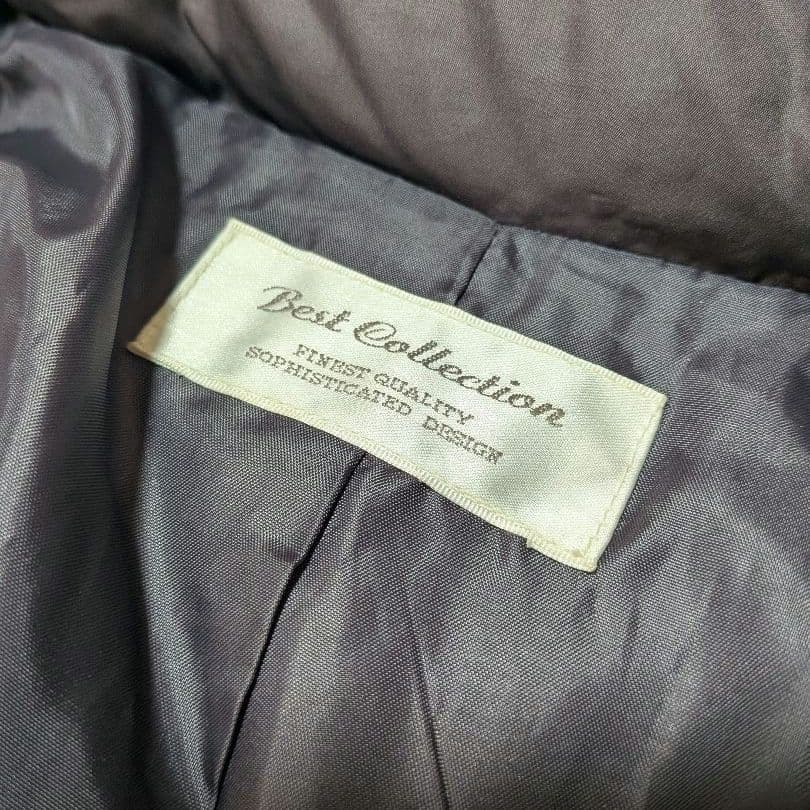 Best Collection
FINEST QUALITY
SOPHISTICATED DESIGN